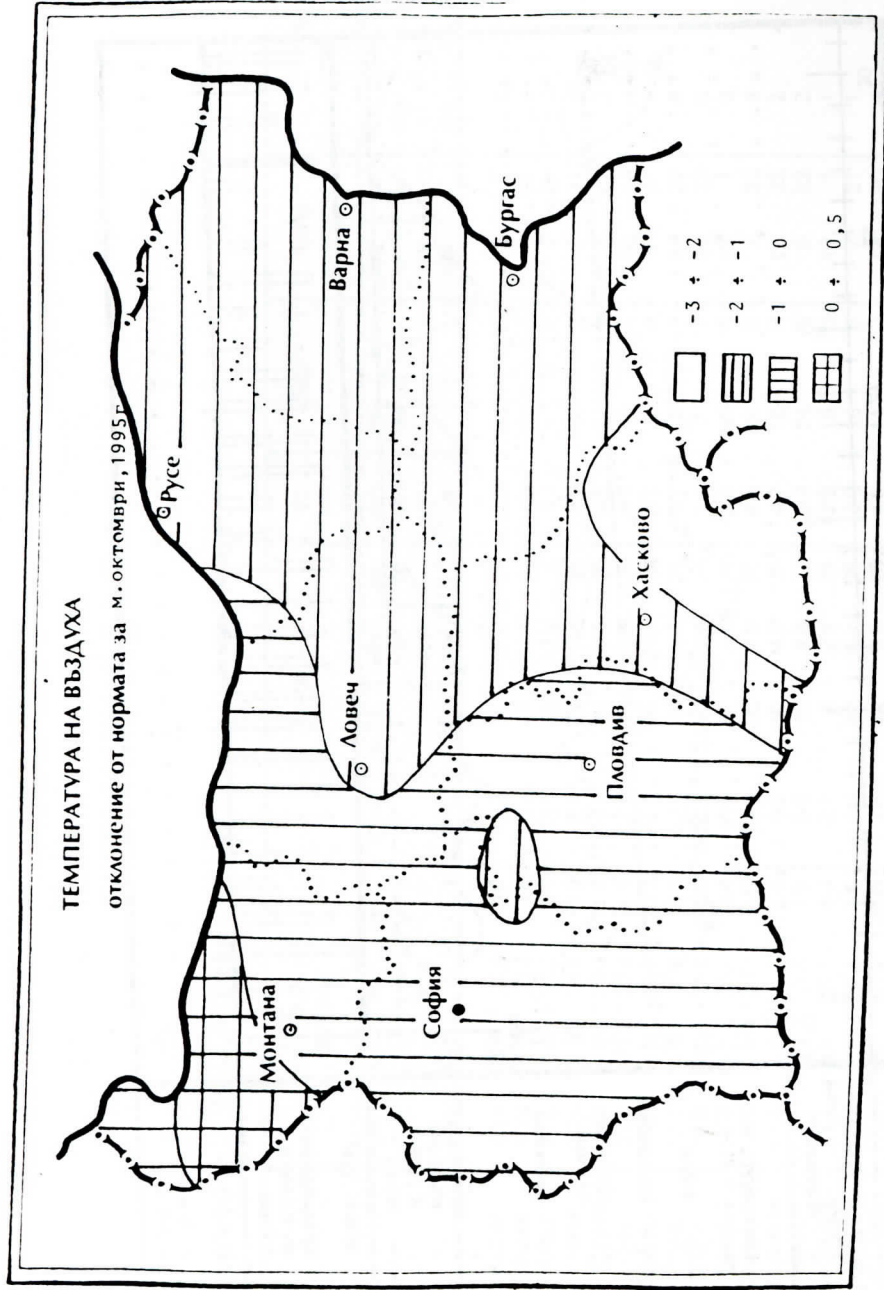 ТЕМПЕРАТУРА НА ВЪЗДУХА
отклонение от нормата за м. октомври, 1995г
Русе
Варна
Монтана
Ловеч
София
Бургас
Пловдив
Хасково
-3 ÷ -2
-2 ÷ -1
-1 ÷ 0
0 ÷ 0,5